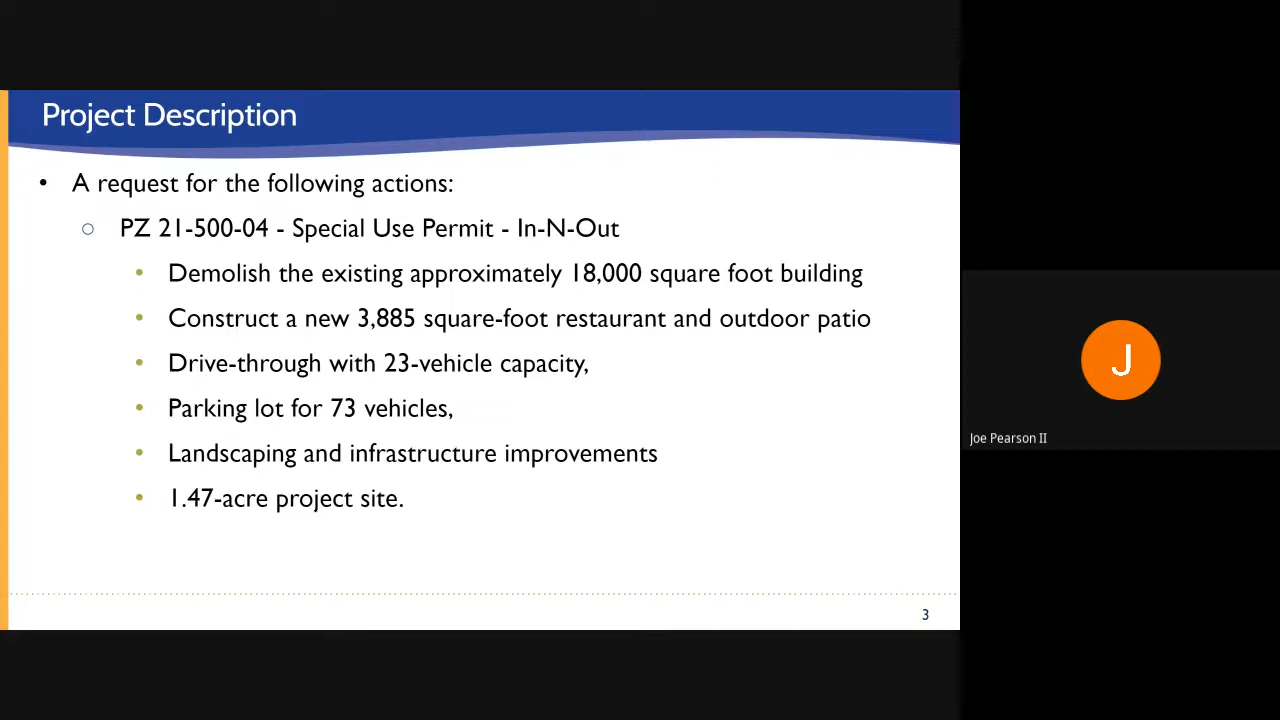 Project Description
• A request for the following actions:
○ PZ 21-500-04 - Special Use Permit - In-N-Out
• Demolish the existing approximately 18,000 square foot building
• Construct a new 3,885 square-foot restaurant and outdoor patio
• Drive-through with 23-vehicle capacity,
• Parking lot for 73 vehicles,
• Landscaping and infrastructure improvements
• 1.47-acre project site.
3
J
Joe Pearson II